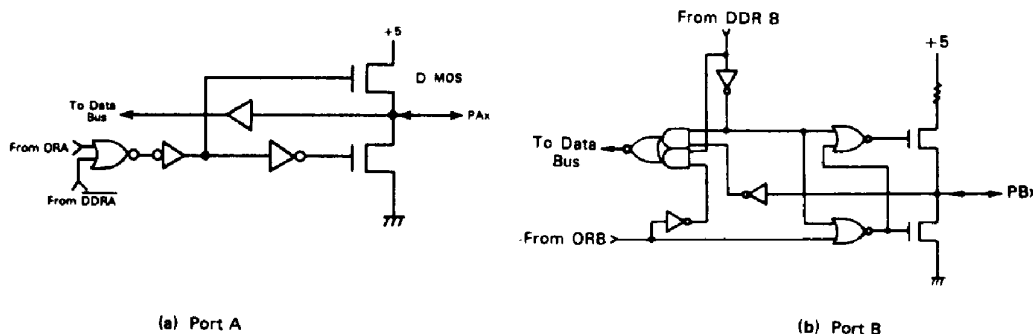 +5
D MOS
To Data
Bus
PAx
From ORA
From DDRA
(a) Port A
From DDR B
+5
To Data
Bus
PBx
From ORB
(b) Port B